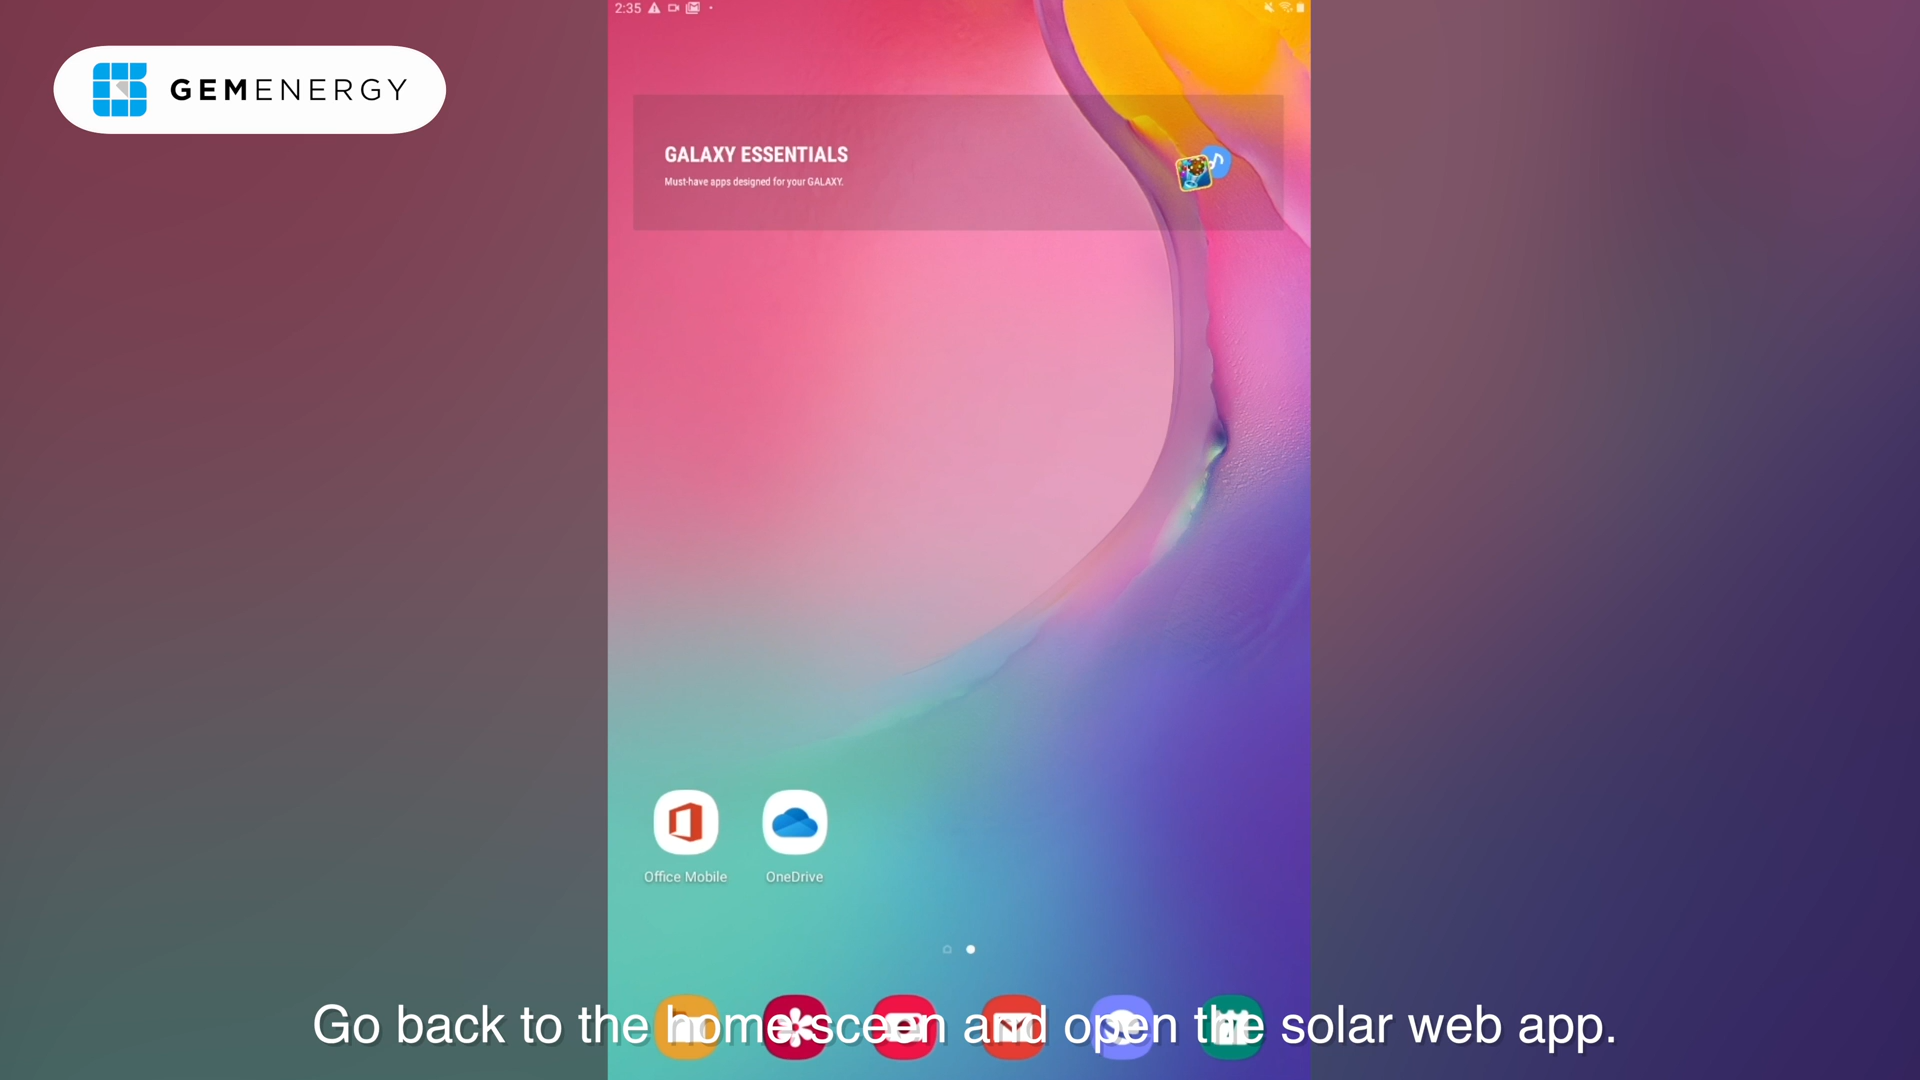 2:35
GEMENERGY
GALAXY ESSENTIALS
Must-have apps designed for your GALAXY.
Office Mobile
OneDrive
Go back to the home sceen and open the solar web app.